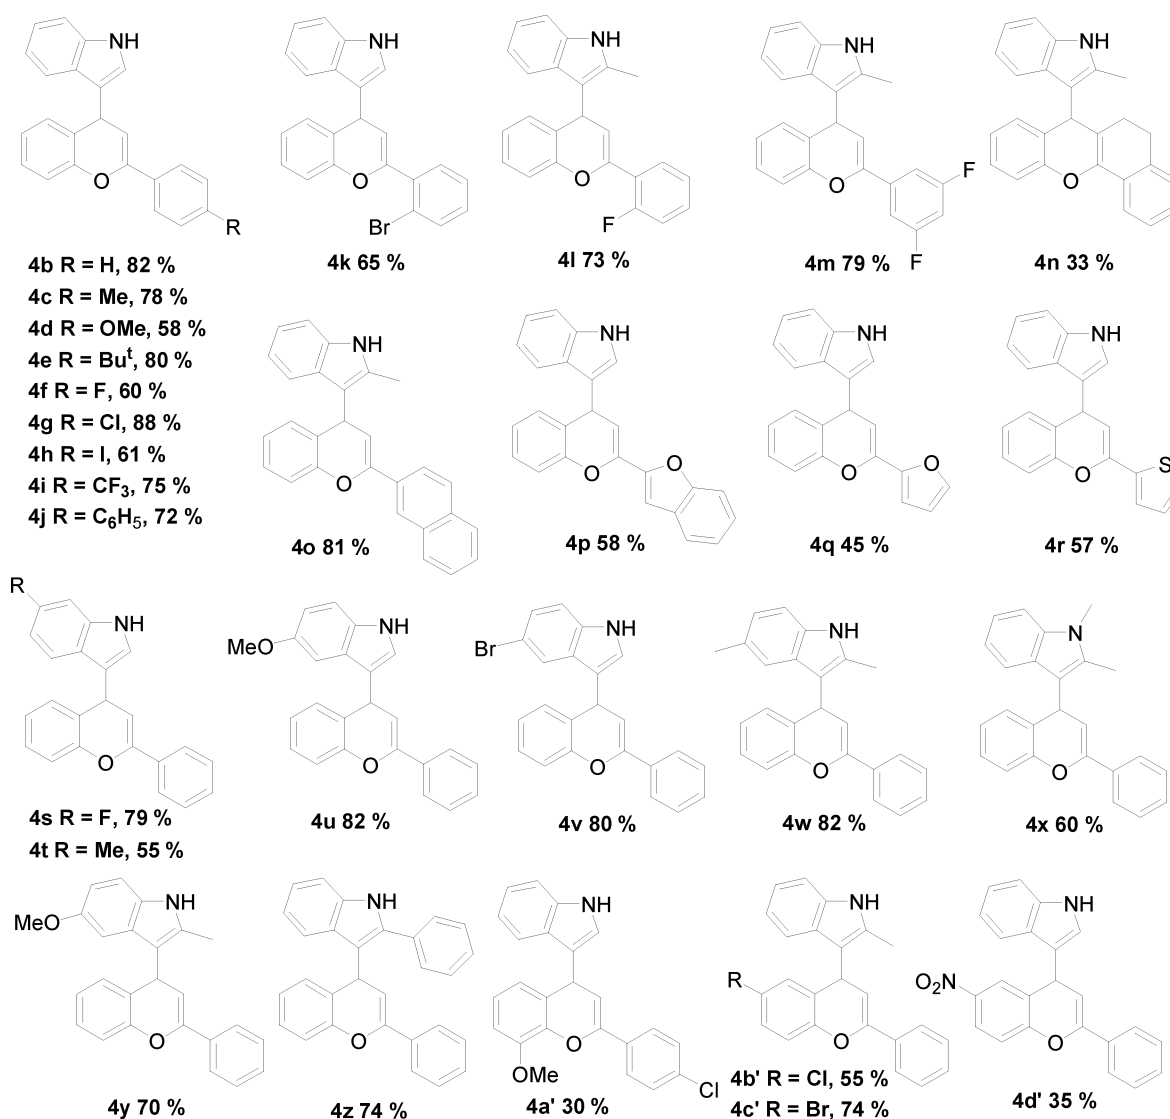 NH
O
R
4b R = H, 82 %
4c R = Me, 78 %
4d R = OMe, 58 %
4e R = Buᵗ, 80 %
4f R = F, 60 %
4g R = Cl, 88 %
4h R = I, 61 %
4i R = CF₃, 75 %
4j R = C₆H₅, 72 %
NH
O
Br
4k 65 %
NH
O
F
4l 73 %
NH
O
F
F
4m 79 %
NH
O
4n 33 %
NH
O
4o 81 %
NH
O
O
4p 58 %
NH
O
O
4q 45 %
NH
O
S
4r 57 %
R
NH
O
4s R = F, 79 %
4t R = Me, 55 %
MeO
NH
O
4u 82 %
Br
NH
O
4v 80 %
NH
O
4w 82 %
N
O
4x 60 %
MeO
NH
O
4y 70 %
NH
O
4z 74 %
NH
O
OMe
Cl
4a' 30 %
NH
R
O
4b' R = Cl, 55 %
4c' R = Br, 74 %
NH
O₂N
O
4d' 35 %